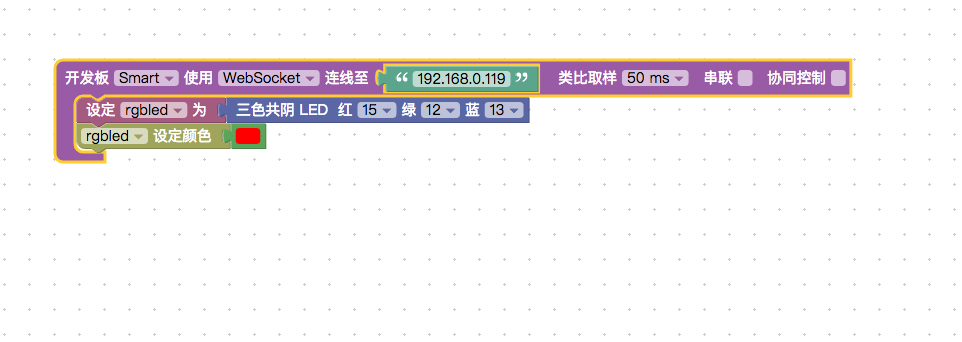 开发板 Smart 使用 WebSocket 连线至 “ 192.168.0.119 ” 类比取样 50 ms 串联 协同控制
设定 rgbled 为 三色共阴 LED 红 15 绿 12 蓝 13
rgbled 设定颜色